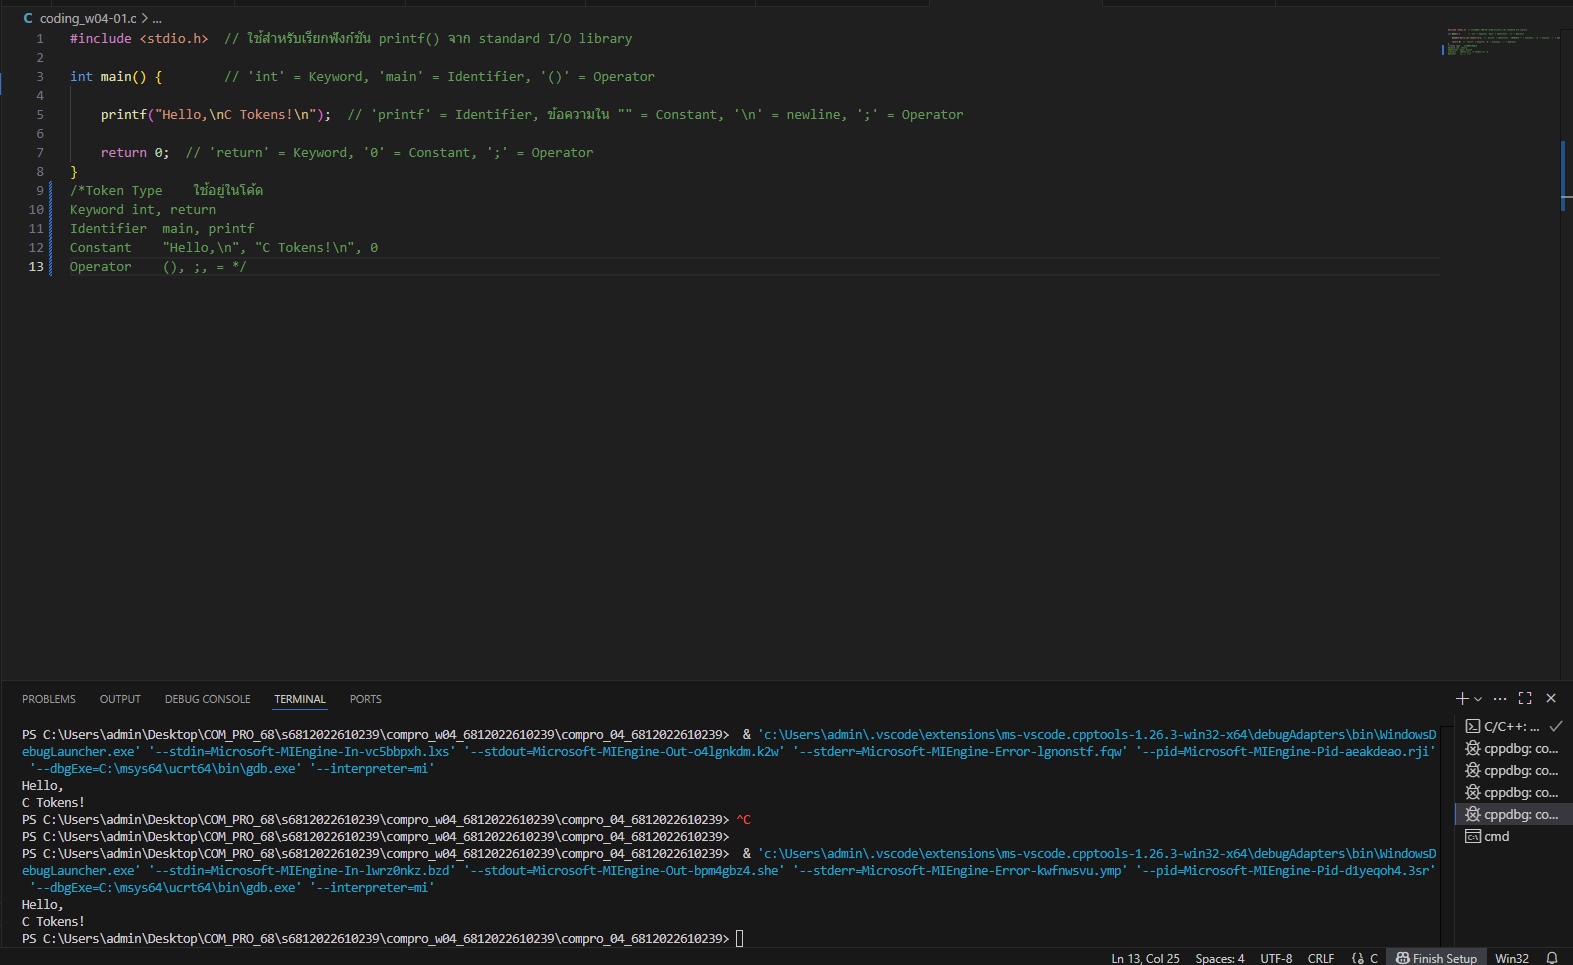 coding_w04-01.c > ...
1 #include <stdio.h>  // ใช้สำหรับเรียกฟังก์ชัน printf() จาก standard I/O library
2
3 int main() {        // 'int' = Keyword, 'main' = Identifier, '()' = Operator
4
5     printf("Hello,\nC Tokens!\n");  // 'printf' = Identifier, ข้อความใน "" = Constant, '\n' = newline, ';' = Operator
6
7     return 0;  // 'return' = Keyword, '0' = Constant, ';' = Operator
8 }
9 /*Token Type    ใช้อยู่ในโค้ด
10 Keyword int, return
11 Identifier  main, printf
12 Constant    "Hello,\n", "C Tokens!\n", 0
13 Operator    (), ;, = */
PROBLEMS OUTPUT DEBUG CONSOLE TERMINAL PORTS
PS C:\Users\admin\Desktop\COM_PRO_68\s6812022610239\compro_w04_6812022610239\compro_04_6812022610239>  & 'c:\Users\admin\.vscode\extensions\ms-vscode.cpptools-1.26.3-win32-x64\debugAdapters\bin\WindowsD
ebugLauncher.exe' '--stdin=Microsoft-MIEngine-In-vc5bbpxh.lxs' '--stdout=Microsoft-MIEngine-Out-o4lgnkdm.k2w' '--stderr=Microsoft-MIEngine-Error-lgnonstf.fqw' '--pid=Microsoft-MIEngine-Pid-aeakdeao.rji'
'--dbgExe=C:\msys64\ucrt64\bin\gdb.exe' '--interpreter=mi'
Hello,
C Tokens!
PS C:\Users\admin\Desktop\COM_PRO_68\s6812022610239\compro_w04_6812022610239\compro_04_6812022610239> ^C
PS C:\Users\admin\Desktop\COM_PRO_68\s6812022610239\compro_w04_6812022610239\compro_04_6812022610239>
PS C:\Users\admin\Desktop\COM_PRO_68\s6812022610239\compro_w04_6812022610239\compro_04_6812022610239>  & 'c:\Users\admin\.vscode\extensions\ms-vscode.cpptools-1.26.3-win32-x64\debugAdapters\bin\WindowsD
ebugLauncher.exe' '--stdin=Microsoft-MIEngine-In-lwrz0nkz.bzd' '--stdout=Microsoft-MIEngine-Out-bpm4gbz4.she' '--stderr=Microsoft-MIEngine-Error-kwfnwsvu.ymp' '--pid=Microsoft-MIEngine-Pid-d1yeqoh4.3sr'
'--dbgExe=C:\msys64\ucrt64\bin\gdb.exe' '--interpreter=mi'
Hello,
C Tokens!
PS C:\Users\admin\Desktop\COM_PRO_68\s6812022610239\compro_w04_6812022610239\compro_04_6812022610239>
C/C++: ...
cppdbg: co...
cppdbg: co...
cppdbg: co...
cppdbg: co...
cmd
Ln 13, Col 25 Spaces: 4 UTF-8 CRLF {} C Finish Setup Win32